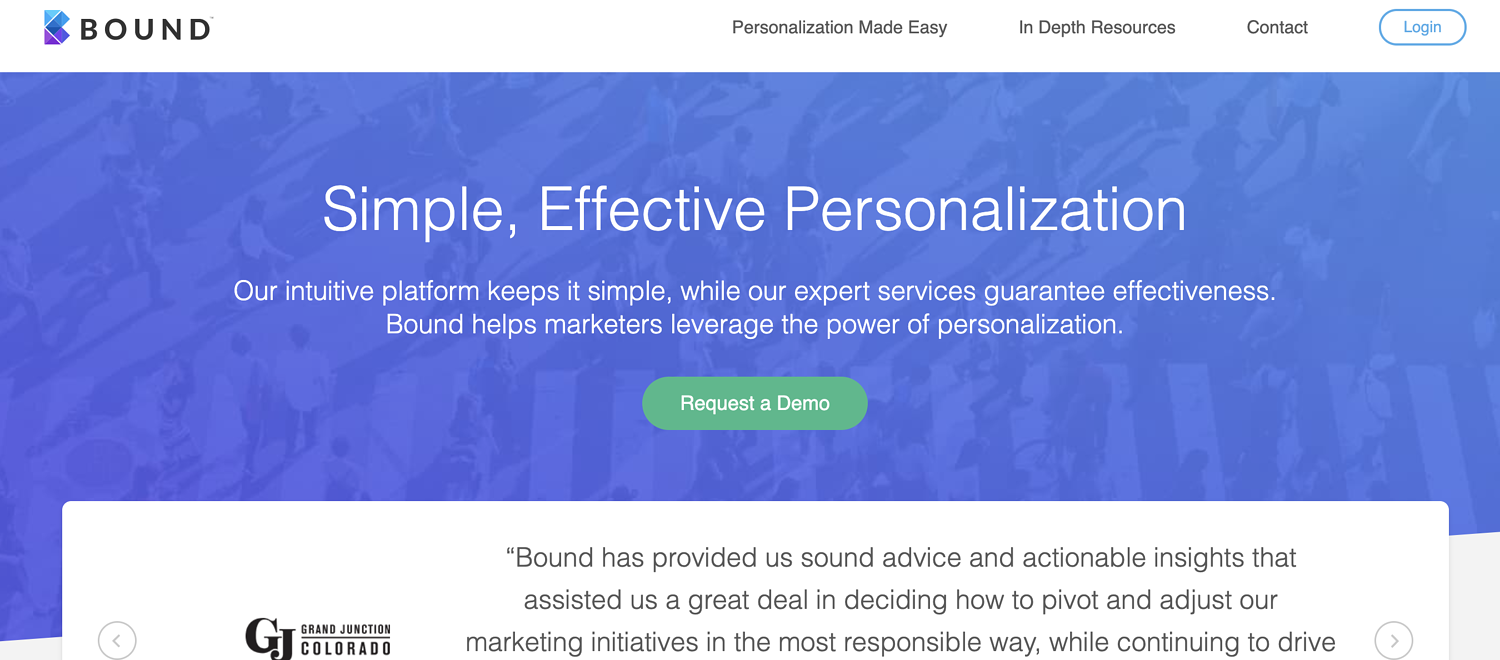 BOUND™
Personalization Made Easy
In Depth Resources
Contact
Login
Simple, Effective Personalization
Our intuitive platform keeps it simple, while our expert services guarantee effectiveness.
Bound helps marketers leverage the power of personalization.
Request a Demo
“Bound has provided us sound advice and actionable insights that
assisted us a great deal in deciding how to pivot and adjust our
marketing initiatives in the most responsible way, while continuing to drive
GJ
GRAND JUNCTION
COLORADO